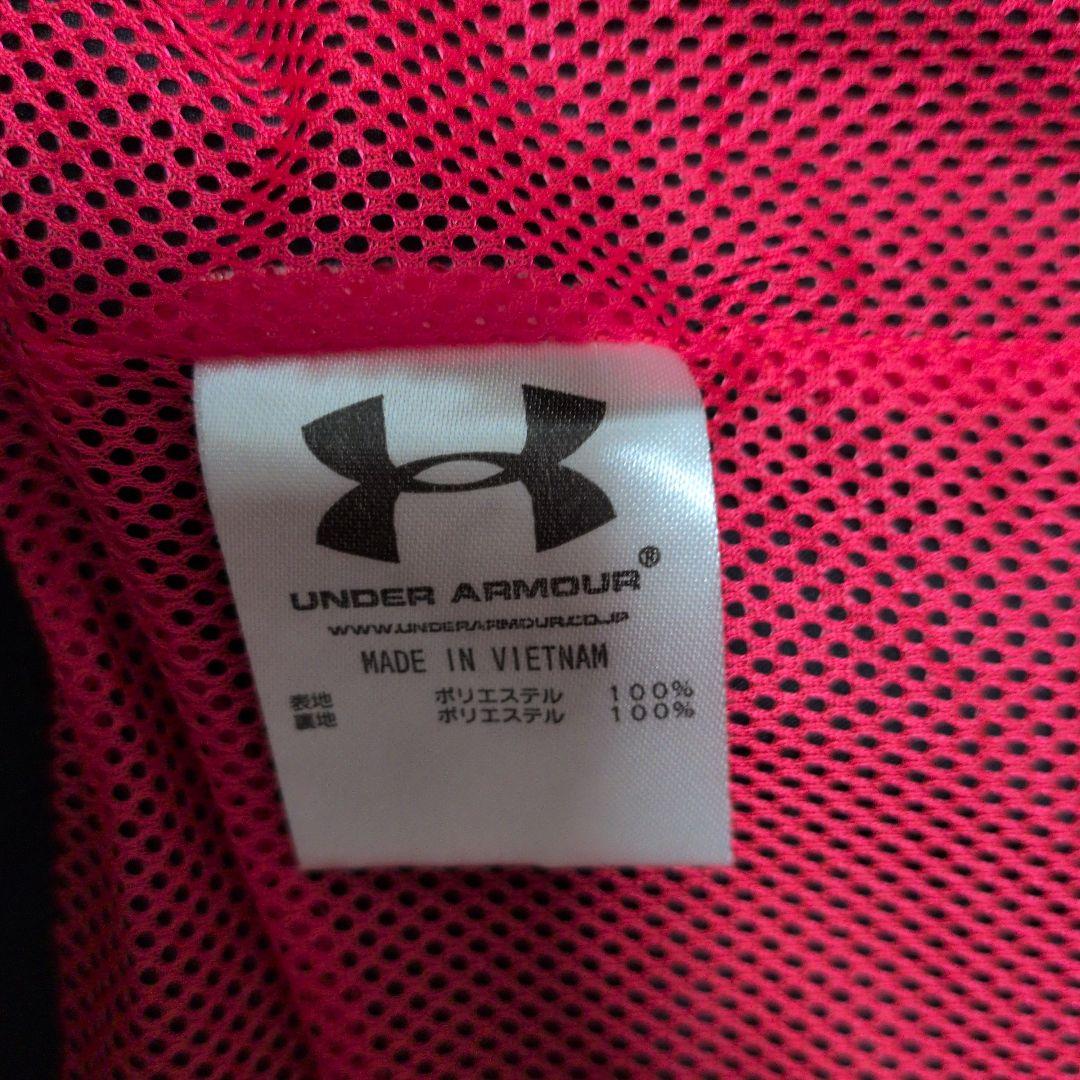 UNDER ARMOUR®
WWW.UNDERARMOUR.CO.JP
MADE IN VIETNAM
表地 ポリエステル 100%
裏地 ポリエステル 100%